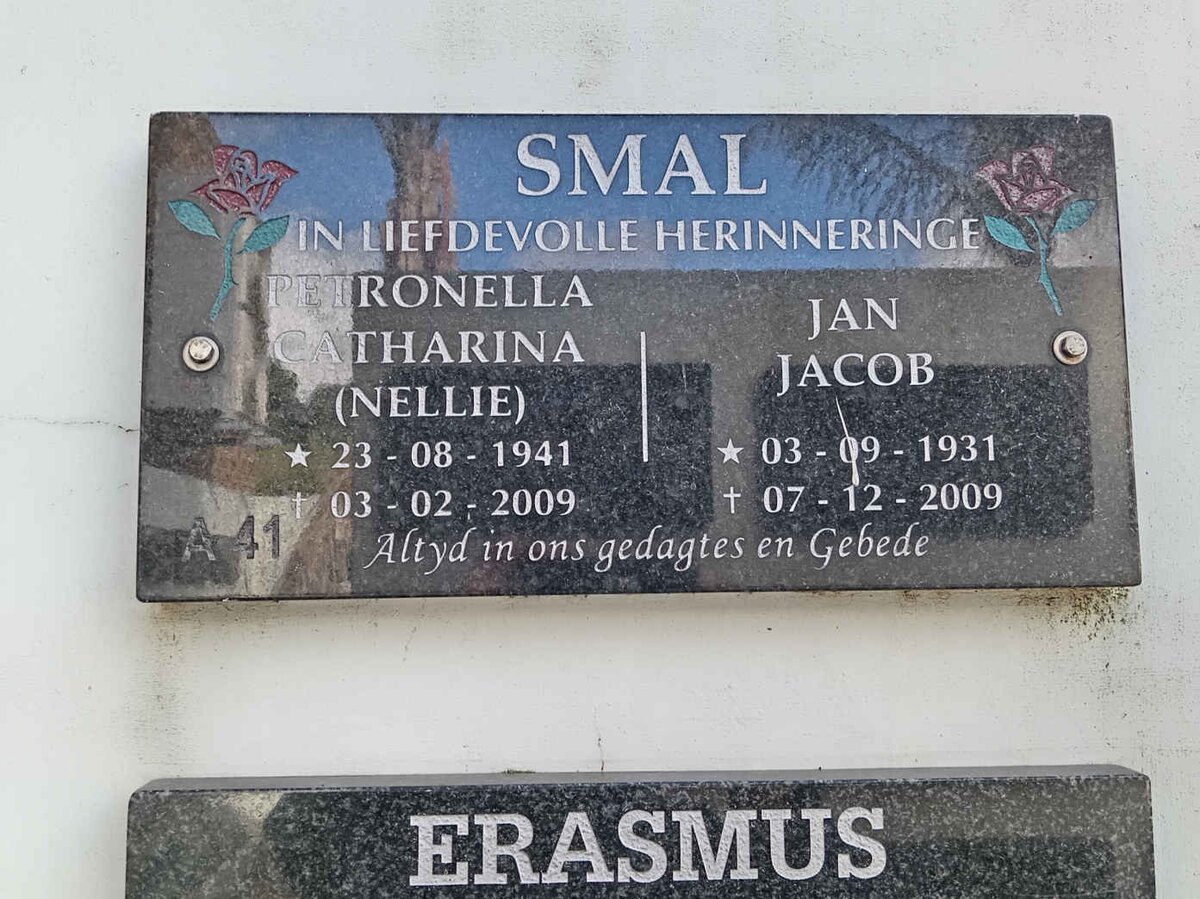 SMAL
IN LIEFDEVOLLE HERINNERINGE
PETRONELLA
CATHARINA
(NELLIE)
★ 23 - 08 - 1941
† 03 - 02 - 2009
JAN
JACOB
★ 03 - 09 - 1931
† 07 - 12 - 2009
A 41
Altyd in ons gedagtes en Gebede
ERASMUS